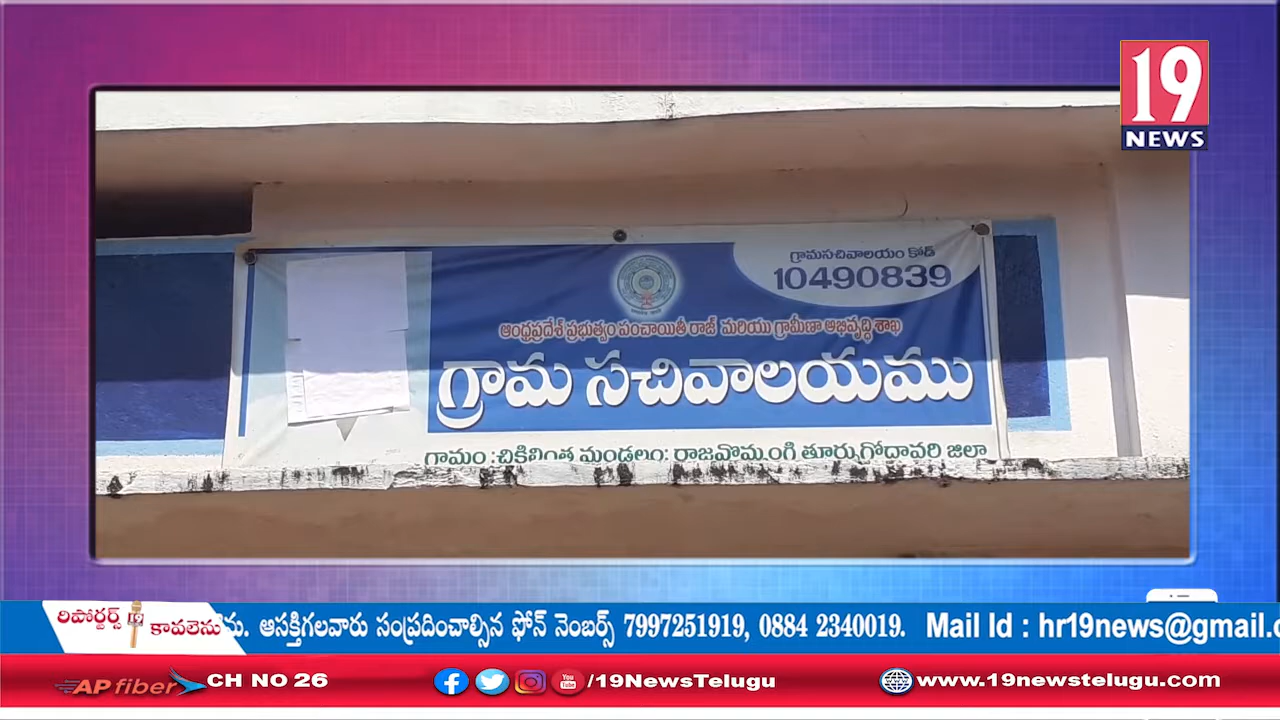 19
NEWS
గ్రామసచివాలయం కోడ్
10490839
ఆంధ్రప్రదేశ్ ప్రభుత్వం పంచాయితీ రాజ్ మరియు గ్రామీణా అభివృద్ధి శాఖ
గ్రామ సచివాలయము
గ్రామం :చికిలింత మండలం: రాజవొమ్మంగి తూర్పుగోదావరి జిల్లా
రిపోర్టర్స్ 19 కావలెను
ను. ఆసక్తిగలవారు సంప్రదించాల్సిన ఫోన్ నెంబర్స్ 7997251919, 0884 2340019. Mail Id : hr19news@gmail.c
AP fiber CH NO 26
/19NewsTelugu
www.19newstelugu.com